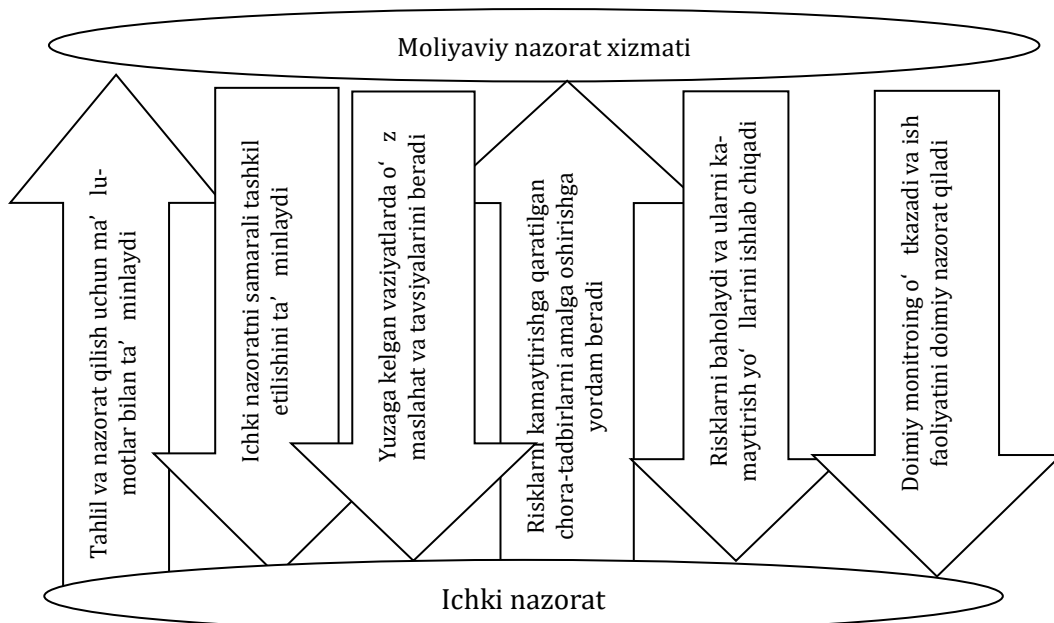 Moliyaviy nazorat xizmati
Tahlil va nazorat qilish uchun ma’ lu-
motlar bilan ta’ minlaydi
Ichki nazoratni samarali tashkil
etilishini ta’ minlaydi
Yuzaga kelgan vaziyatlarda o‘ z
maslahat va tavsiyalarini beradi
Risklarni kamaytirishga qaratilgan
chora-tadbirlarni amalga oshirishga
yordam beradi
Risklarni baholaydi va ularni ka-
maytirish yo‘ llarini ishlab chiqadi
Doimiy monitroing o‘ tkazadi va ish
faoliyatini doimiy nazorat qiladi
Ichki nazorat